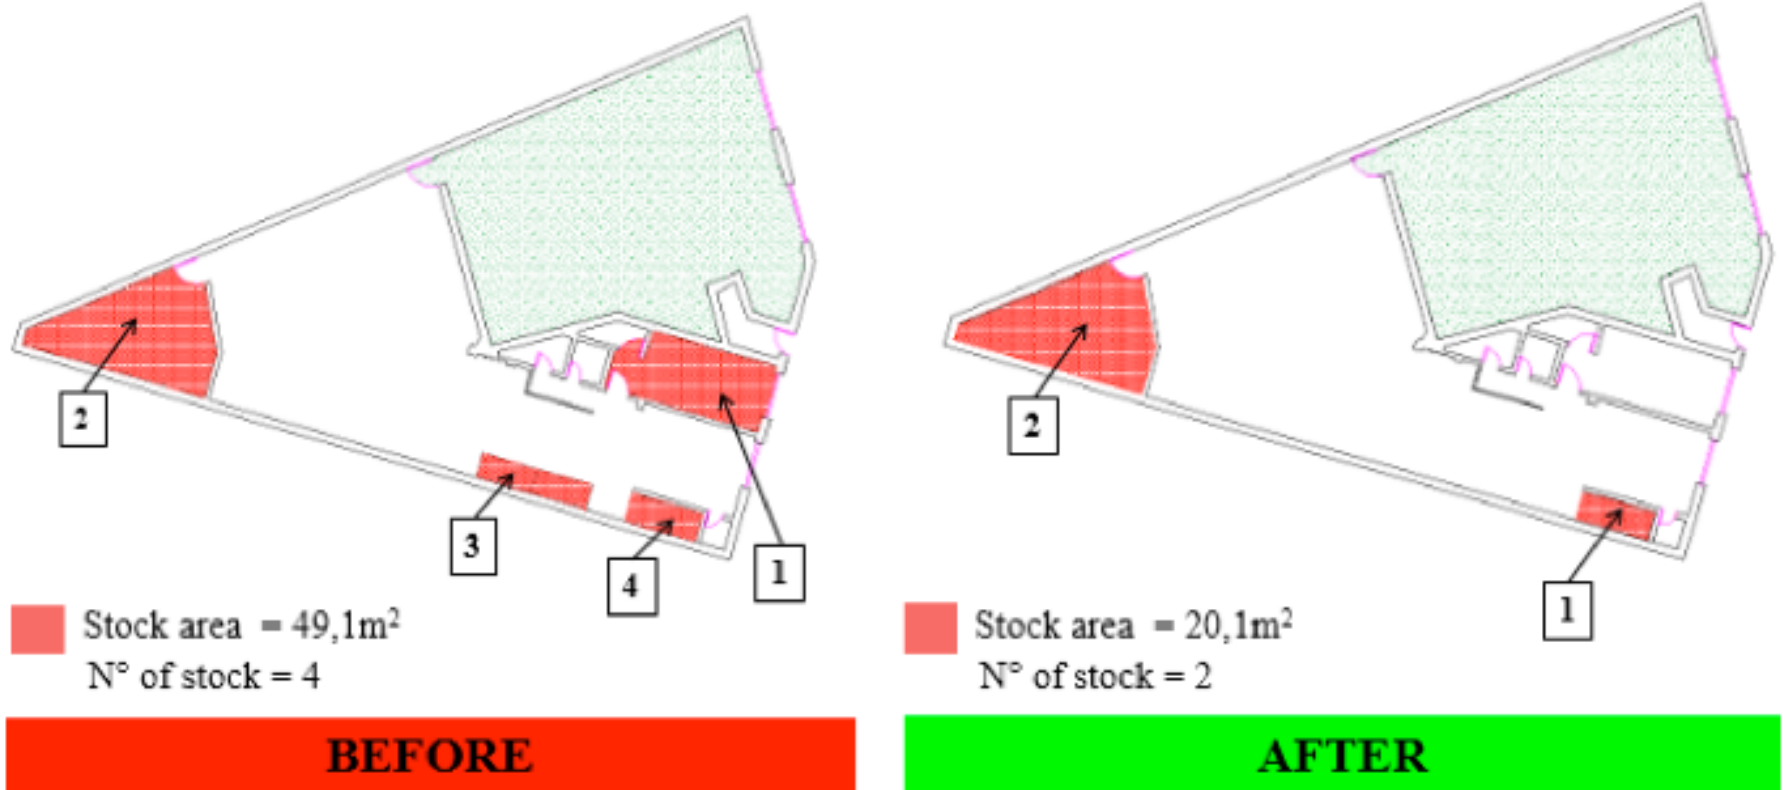 2
3
4
1
Stock area = 49,1m²
N° of stock = 4
BEFORE
2
1
Stock area = 20,1m²
N° of stock = 2
AFTER